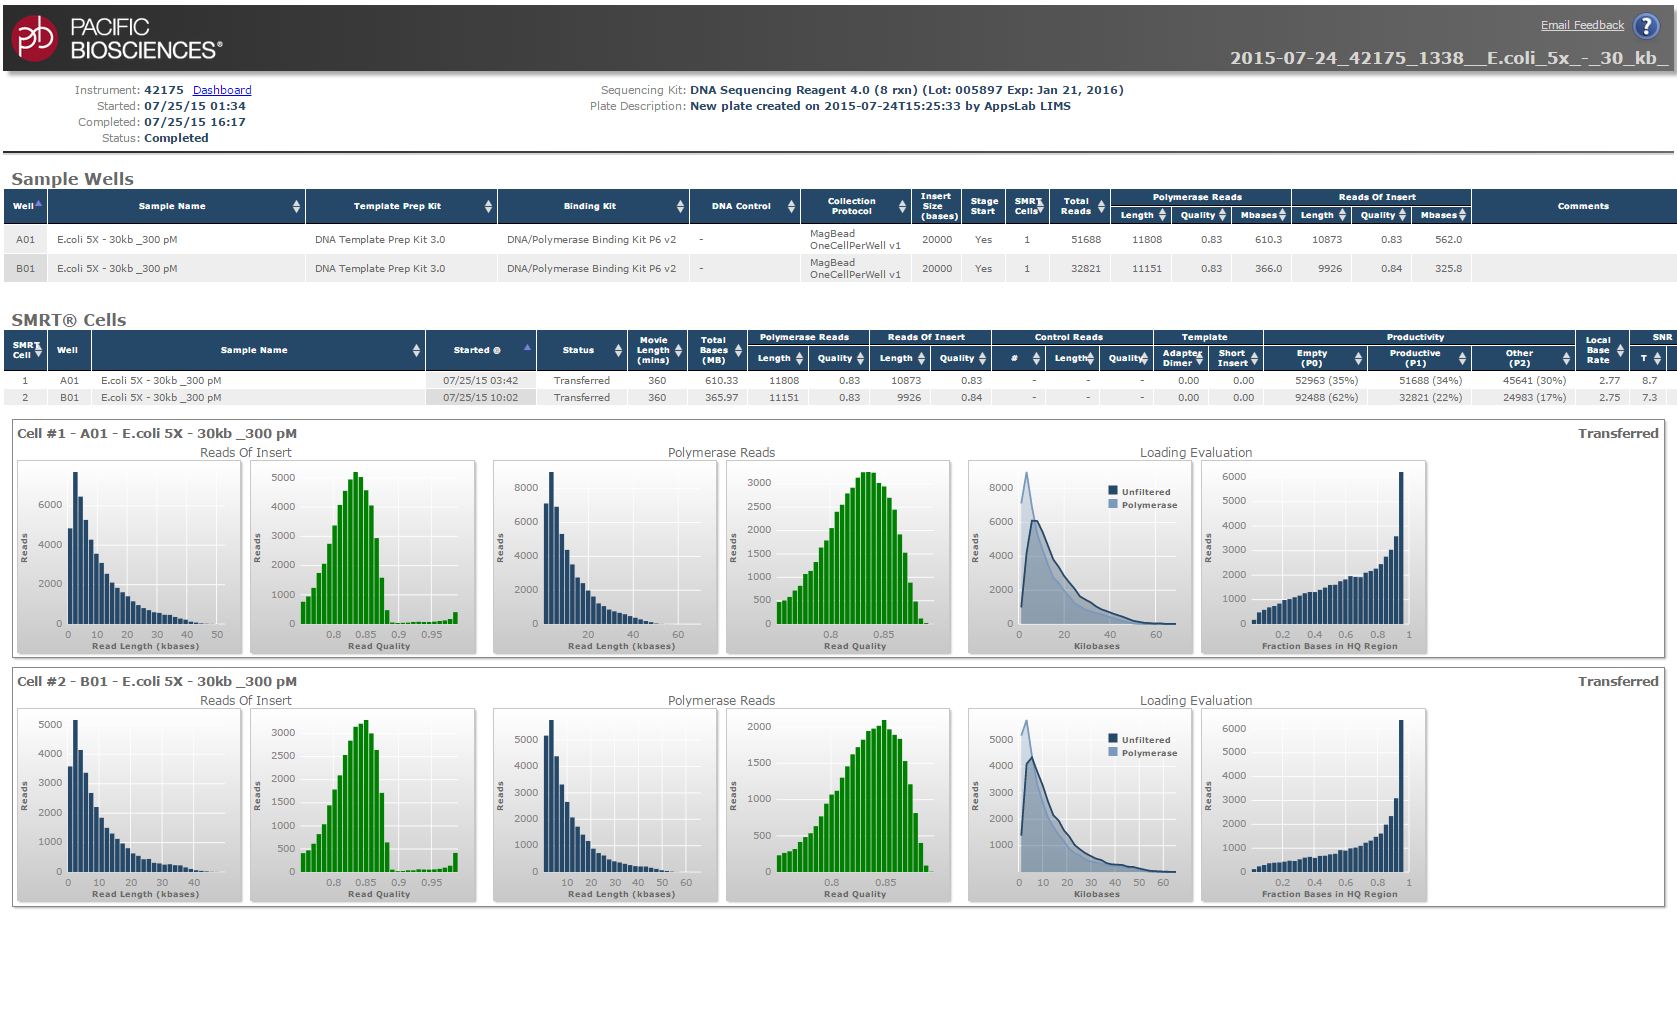 PACIFIC
BIOSCIENCES®
Email Feedback ?
2015-07-24_42175_1338__E.coli_5x_-_30_kb_
Instrument: 42175 Dashboard
Started: 07/25/15 01:34
Completed: 07/25/15 16:17
Status: Completed
Sequencing Kit: DNA Sequencing Reagent 4.0 (8 rxn) (Lot: 005897 Exp: Jan 21, 2016)
Plate Description: New plate created on 2015-07-24T15:25:33 by AppsLab LIMS
Sample Wells
Well Sample Name Template Prep Kit Binding Kit DNA Control Collection Protocol Insert Size (bases) Stage Start SMRT Cells Total Reads Polymerase Reads Reads Of Insert Comments
Length Quality Mbases Length Quality Mbases
A01 E.coli 5X - 30kb _300 pM DNA Template Prep Kit 3.0 DNA/Polymerase Binding Kit P6 v2 - MagBead OneCellPerWell v1 20000 Yes 1 51688 11808 0.83 610.3 10873 0.83 562.0
B01 E.coli 5X - 30kb _300 pM DNA Template Prep Kit 3.0 DNA/Polymerase Binding Kit P6 v2 - MagBead OneCellPerWell v1 20000 Yes 1 32821 11151 0.83 366.0 9926 0.84 325.8
SMRT® Cells
SMRT Cell Well Sample Name Started Status Movie Length (mins) Total Bases (MB) Polymerase Reads Reads Of Insert Control Reads Template Productivity Local Base Rate SNR
Length Quality Length Quality # Length Quality Adapter Dimer Short Insert Empty (P0) Productive (P1) Other (P2) T
1 A01 E.coli 5X - 30kb _300 pM 07/25/15 03:42 Transferred 360 610.33 11808 0.83 10873 0.83 - - - 0.00 0.00 52963 (35%) 51688 (34%) 45641 (30%) 2.77 8.7
2 B01 E.coli 5X - 30kb _300 pM 07/25/15 10:02 Transferred 360 365.97 11151 0.83 9926 0.84 - - - 0.00 0.00 92488 (62%) 32821 (22%) 24983 (17%) 2.75 7.3
Cell #1 - A01 - E.coli 5X - 30kb _300 pM Transferred
Reads Of Insert Polymerase Reads Loading Evaluation
Reads
6000
4000
2000
0
0 10 20 30 40 50
Read Length (kbases)
Reads
5000
4000
3000
2000
1000
0
0.8 0.85 0.9 0.95
Read Quality
Reads
8000
6000
4000
2000
0
20 40 60
Read Length (kbases)
Reads
3000
2500
2000
1500
1000
500
0
0.8 0.85
Read Quality
Reads
8000
6000
4000
2000
0
Unfiltered
Polymerase
0 20 40 60
Kilobases
Reads
6000
5000
4000
3000
2000
1000
0
0.2 0.4 0.6 0.8 1
Fraction Bases in HQ Region
Cell #2 - B01 - E.coli 5X - 30kb _300 pM Transferred
Reads Of Insert Polymerase Reads Loading Evaluation
Reads
5000
4000
3000
2000
1000
0
0 10 20 30 40
Read Length (kbases)
Reads
3000
2500
2000
1500
1000
500
0
0.8 0.85 0.9 0.95
Read Quality
Reads
5000
4000
3000
2000
1000
0
10 20 30 40 50 60
Read Length (kbases)
Reads
2000
1500
1000
500
0
0.8 0.85
Read Quality
Reads
5000
4000
3000
2000
1000
Unfiltered
Polymerase
0 10 20 30 40 50 60
Kilobases
Reads
6000
5000
4000
3000
2000
1000
0
0.2 0.4 0.6 0.8 1
Fraction Bases in HQ Region